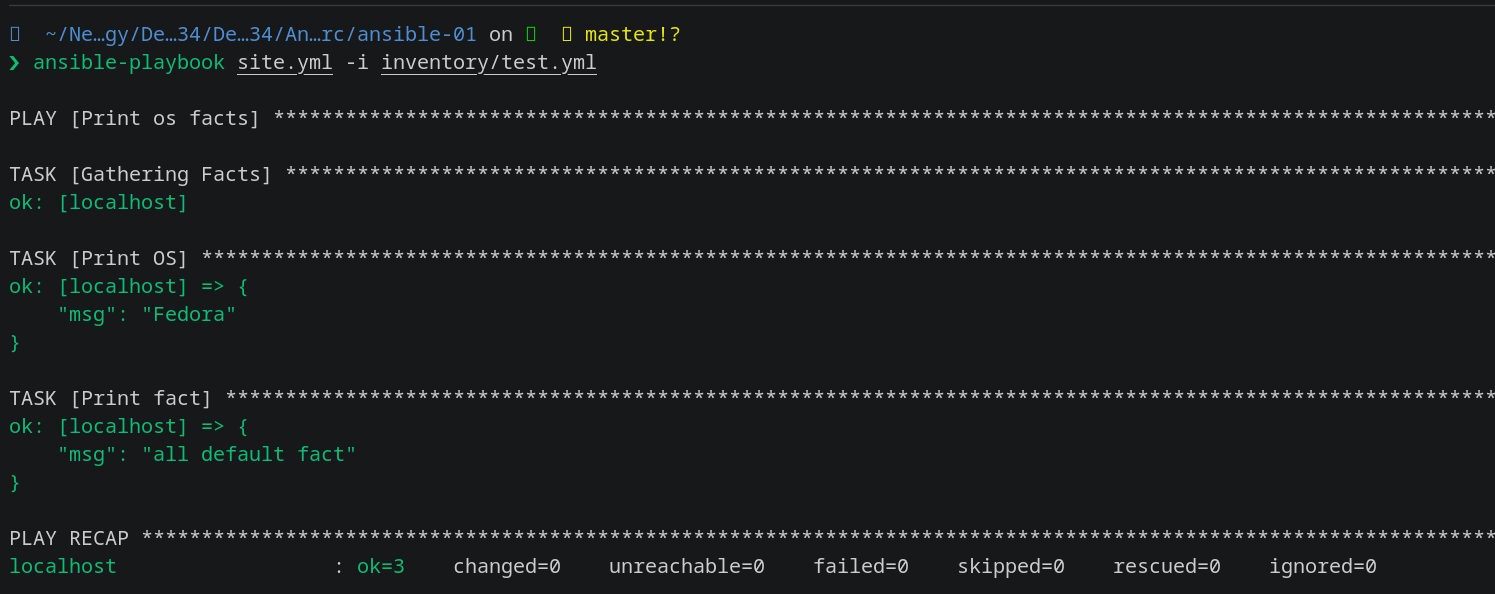 ~/Ne…gy/De…34/De…34/An…rc/ansible-01 on master!?
❯ ansible-playbook site.yml -i inventory/test.yml
PLAY [Print os facts] ******************************************************************************************************
TASK [Gathering Facts] *****************************************************************************************************
ok: [localhost]
TASK [Print OS] ************************************************************************************************************
ok: [localhost] => {
    "msg": "Fedora"
}
TASK [Print fact] **********************************************************************************************************
ok: [localhost] => {
    "msg": "all default fact"
}
PLAY RECAP *****************************************************************************************************************
localhost                  : ok=3    changed=0    unreachable=0    failed=0    skipped=0    rescued=0    ignored=0